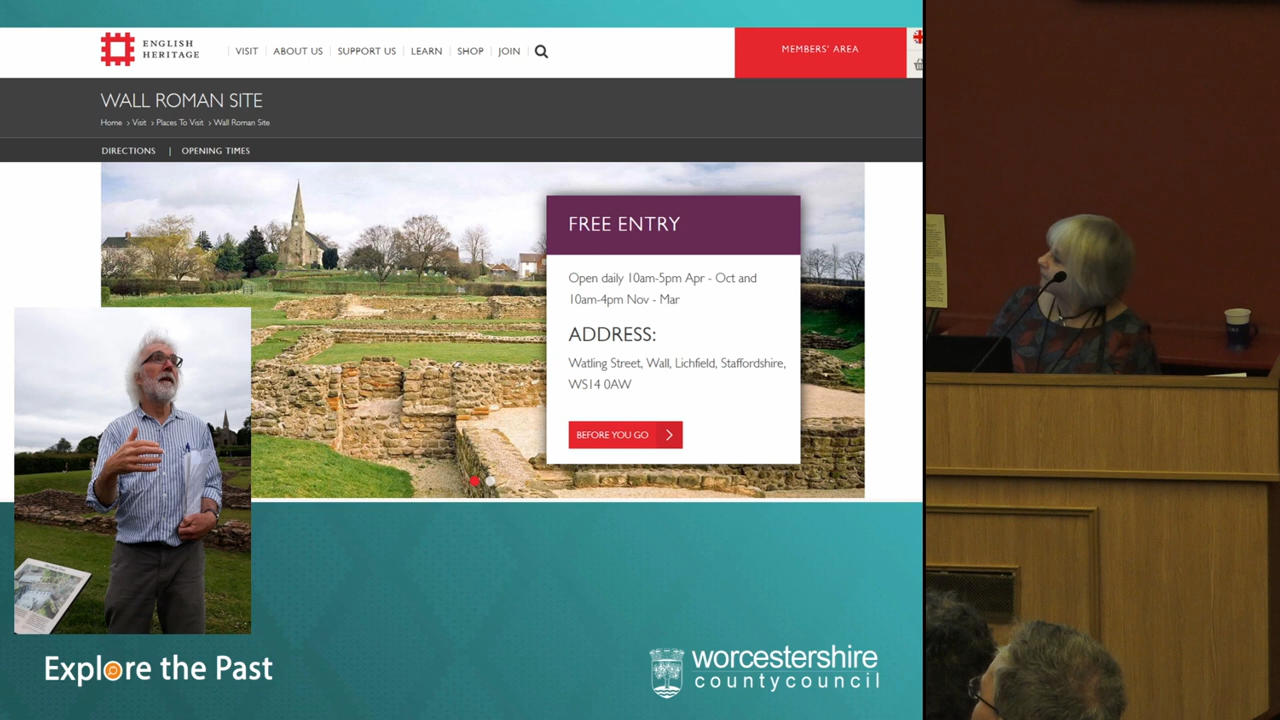 ENGLISH
HERITAGE
VISIT ABOUT US SUPPORT US LEARN SHOP JOIN
MEMBERS' AREA
WALL ROMAN SITE
Home > Visit > Places To Visit > Wall Roman Site
DIRECTIONS | OPENING TIMES
FREE ENTRY
Open daily 10am-5pm Apr - Oct and
10am-4pm Nov - Mar
ADDRESS:
Watling Street, Wall, Lichfield, Staffordshire,
WS14 0AW
BEFORE YOU GO
Explore the Past
worcestershire
countycouncil